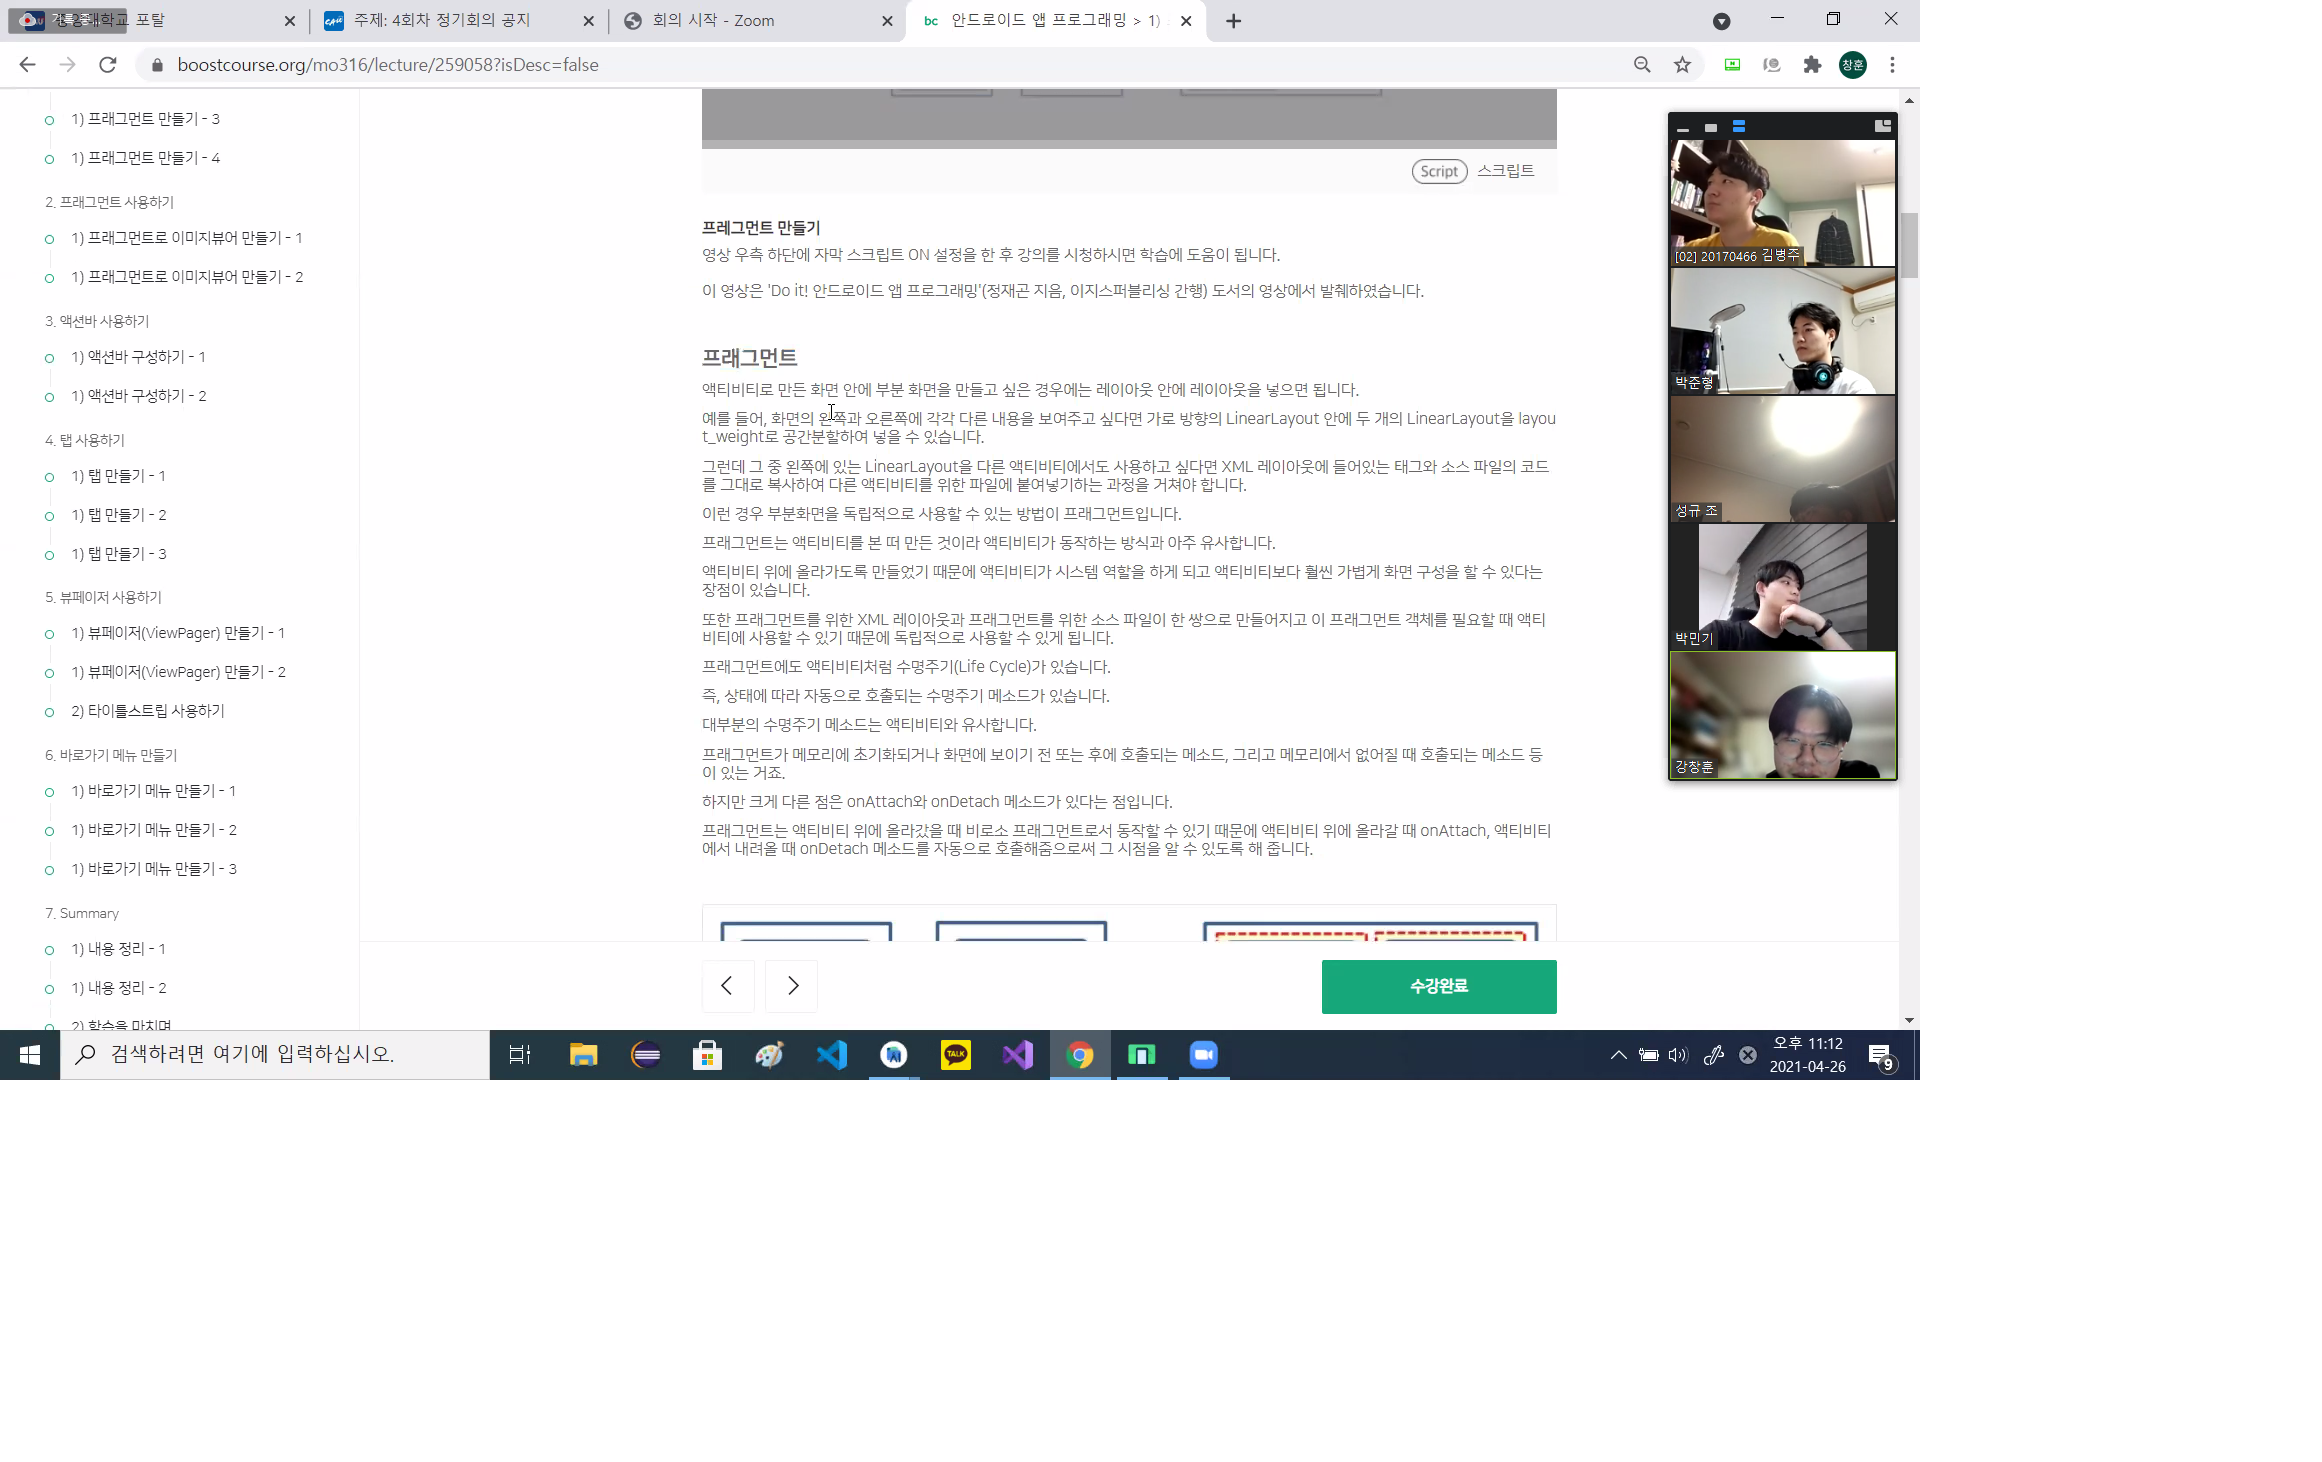 포탈
주제: 4회차 정기회의 공지
회의 시작 - Zoom
bc 안드로이드 앱 프로그래밍 > 1)
boostcourse.org/mo316/lecture/259058?isDesc=false
창훈
1) 프래그먼트 만들기 - 3
1) 프래그먼트 만들기 - 4
2. 프래그먼트 사용하기
1) 프래그먼트로 이미지뷰어 만들기 - 1
1) 프래그먼트로 이미지뷰어 만들기 - 2
3. 액션바 사용하기
1) 액션바 구성하기 - 1
1) 액션바 구성하기 - 2
4. 탭 사용하기
1) 탭 만들기 - 1
1) 탭 만들기 - 2
1) 탭 만들기 - 3
5. 뷰페이저 사용하기
1) 뷰페이저(ViewPager) 만들기 - 1
1) 뷰페이저(ViewPager) 만들기 - 2
2) 타이틀스트립 사용하기
6. 바로가기 메뉴 만들기
1) 바로가기 메뉴 만들기 - 1
1) 바로가기 메뉴 만들기 - 2
1) 바로가기 메뉴 만들기 - 3
7. Summary
1) 내용 정리 - 1
1) 내용 정리 - 2
2) 학습을 마치며
Script 스크립트
프레그먼트 만들기
영상 우측 하단에 자막 스크립트 ON 설정을 한 후 강의를 시청하시면 학습에 도움이 됩니다.
이 영상은 'Do it! 안드로이드 앱 프로그래밍'(정재곤 지음, 이지스퍼블리싱 간행) 도서의 영상에서 발췌하였습니다.
프래그먼트
액티비티로 만든 화면 안에 부분 화면을 만들고 싶은 경우에는 레이아웃 안에 레이아웃을 넣으면 됩니다.
예를 들어, 화면의 왼쪽과 오른쪽에 각각 다른 내용을 보여주고 싶다면 가로 방향의 LinearLayout 안에 두 개의 LinearLayout을 layou
t_weight로 공간분할하여 넣을 수 있습니다.
그런데 그 중 왼쪽에 있는 LinearLayout을 다른 액티비티에서도 사용하고 싶다면 XML 레이아웃에 들어있는 태그와 소스 파일의 코드
를 그대로 복사하여 다른 액티비티를 위한 파일에 붙여넣기하는 과정을 거쳐야 합니다.
이런 경우 부분화면을 독립적으로 사용할 수 있는 방법이 프래그먼트입니다.
프래그먼트는 액티비티를 본 떠 만든 것이라 액티비티가 동작하는 방식과 아주 유사합니다.
액티비티 위에 올라가도록 만들었기 때문에 액티비티가 시스템 역할을 하게 되고 액티비티보다 훨씬 가볍게 화면 구성을 할 수 있다는
장점이 있습니다.
또한 프래그먼트를 위한 XML 레이아웃과 프래그먼트를 위한 소스 파일이 한 쌍으로 만들어지고 이 프래그먼트 객체를 필요할 때 액티
비티에 사용할 수 있기 때문에 독립적으로 사용할 수 있게 됩니다.
프래그먼트에도 액티비티처럼 수명주기(Life Cycle)가 있습니다.
즉, 상태에 따라 자동으로 호출되는 수명주기 메소드가 있습니다.
대부분의 수명주기 메소드는 액티비티와 유사합니다.
프래그먼트가 메모리에 초기화되거나 화면에 보이기 전 또는 후에 호출되는 메소드, 그리고 메모리에서 없어질 때 호출되는 메소드 등
이 있는 거죠.
하지만 크게 다른 점은 onAttach와 onDetach 메소드가 있다는 점입니다.
프래그먼트는 액티비티 위에 올라갔을 때 비로소 프래그먼트로서 동작할 수 있기 때문에 액티비티 위에 올라갈 때 onAttach, 액티비티
에서 내려올 때 onDetach 메소드를 자동으로 호출해줌으로써 그 시점을 알 수 있도록 해 줍니다.
수강완료
[02] 20170466 김병주
박준형
성규 조
박민기
강창훈
검색하려면 여기에 입력하십시오.
TALK
오후 11:12
2021-04-26
9